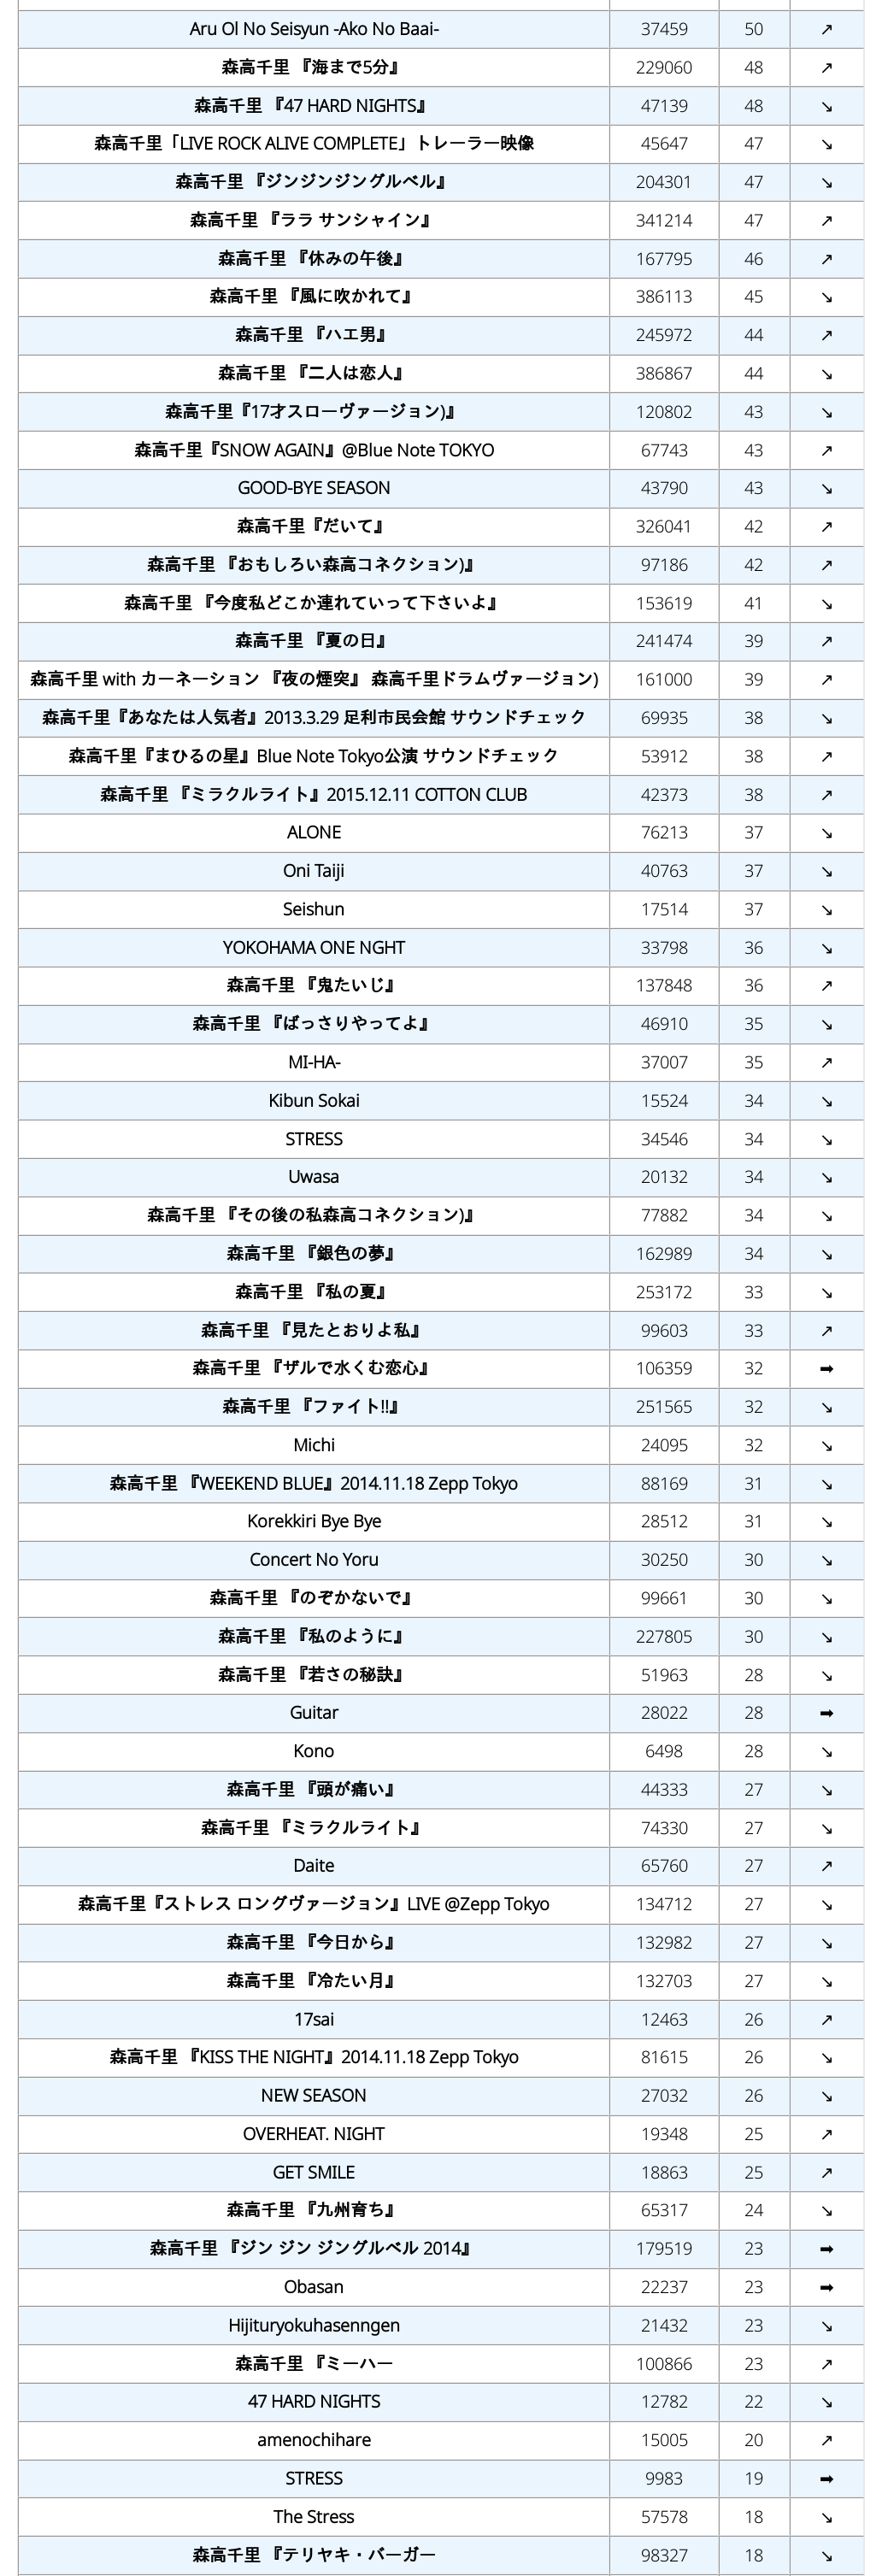 Aru Ol No Seisyun -Ako No Baai- 37459 50 ↗
森高千里 『海まで5分』 229060 48 ↗
森高千里 『47 HARD NIGHTS』 47139 48 ↘
森高千里「LIVE ROCK ALIVE COMPLETE」トレーラー映像 45647 47 ↘
森高千里 『ジンジンジングルベル』 204301 47 ↘
森高千里 『ララ サンシャイン』 341214 47 ↗
森高千里 『休みの午後』 167795 46 ↗
森高千里 『風に吹かれて』 386113 45 ↘
森高千里 『ハエ男』 245972 44 ↗
森高千里 『二人は恋人』 386867 44 ↘
森高千里『17才スローヴァージョン)』 120802 43 ↘
森高千里『SNOW AGAIN』@Blue Note TOKYO 67743 43 ↗
GOOD-BYE SEASON 43790 43 ↘
森高千里『だいて』 326041 42 ↗
森高千里 『おもしろい森高コネクション)』 97186 42 ↗
森高千里 『今度私どこか連れていって下さいよ』 153619 41 ↘
森高千里 『夏の日』 241474 39 ↗
森高千里 with カーネーション 『夜の煙突』 森高千里ドラムヴァージョン) 161000 39 ↗
森高千里『あなたは人気者』2013.3.29 足利市民会館 サウンドチェック 69935 38 ↘
森高千里『まひるの星』Blue Note Tokyo公演 サウンドチェック 53912 38 ↗
森高千里 『ミラクルライト』2015.12.11 COTTON CLUB 42373 38 ↗
ALONE 76213 37 ↘
Oni Taiji 40763 37 ↘
Seishun 17514 37 ↘
YOKOHAMA ONE NGHT 33798 36 ↘
森高千里 『鬼たいじ』 137848 36 ↗
森高千里 『ばっさりやってよ』 46910 35 ↘
MI-HA- 37007 35 ↗
Kibun Sokai 15524 34 ↘
STRESS 34546 34 ↘
Uwasa 20132 34 ↘
森高千里 『その後の私森高コネクション)』 77882 34 ↘
森高千里 『銀色の夢』 162989 34 ↘
森高千里 『私の夏』 253172 33 ↘
森高千里 『見たとおりよ私』 99603 33 ↗
森高千里 『ザルで水くむ恋心』 106359 32 ➡
森高千里 『ファイト!!』 251565 32 ↘
Michi 24095 32 ↘
森高千里 『WEEKEND BLUE』2014.11.18 Zepp Tokyo 88169 31 ↘
Korekkiri Bye Bye 28512 31 ↘
Concert No Yoru 30250 30 ↘
森高千里 『のぞかないで』 99661 30 ↘
森高千里 『私のように』 227805 30 ↘
森高千里 『若さの秘訣』 51963 28 ↘
Guitar 28022 28 ➡
Kono 6498 28 ↘
森高千里 『頭が痛い』 44333 27 ↘
森高千里 『ミラクルライト』 74330 27 ↘
Daite 65760 27 ↗
森高千里『ストレス ロングヴァージョン』LIVE @Zepp Tokyo 134712 27 ↘
森高千里 『今日から』 132982 27 ↘
森高千里 『冷たい月』 132703 27 ↘
17sai 12463 26 ↗
森高千里 『KISS THE NIGHT』2014.11.18 Zepp Tokyo 81615 26 ↘
NEW SEASON 27032 26 ↘
OVERHEAT. NIGHT 19348 25 ↗
GET SMILE 18863 25 ↗
森高千里 『九州育ち』 65317 24 ↘
森高千里 『ジン ジン ジングルベル 2014』 179519 23 ➡
Obasan 22237 23 ➡
Hijituryokuhasenngen 21432 23 ↘
森高千里 『ミーハー 100866 23 ↗
47 HARD NIGHTS 12782 22 ↘
amenochihare 15005 20 ↗
STRESS 9983 19 ➡
The Stress 57578 18 ↘
森高千里 『テリヤキ・バーガー 98327 18 ↘